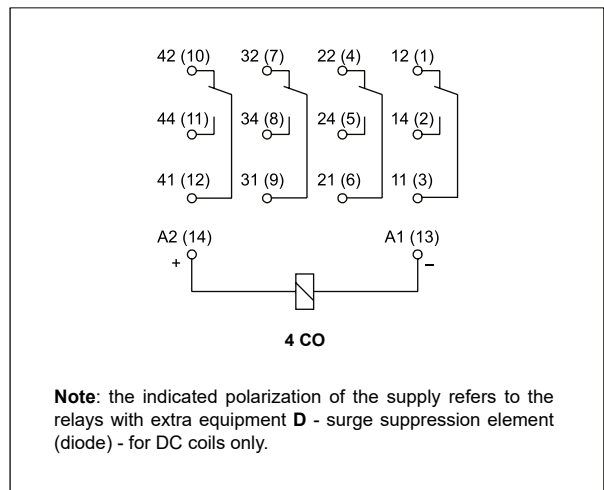 42 (10) 32 (7) 22 (4) 12 (1)
44 (11) 34 (8) 24 (5) 14 (2)
41 (12) 31 (9) 21 (6) 11 (3)
A2 (14) A1 (13)
+ –
4 CO
Note: the indicated polarization of the supply refers to the
relays with extra equipment D - surge suppression element
(diode) - for DC coils only.